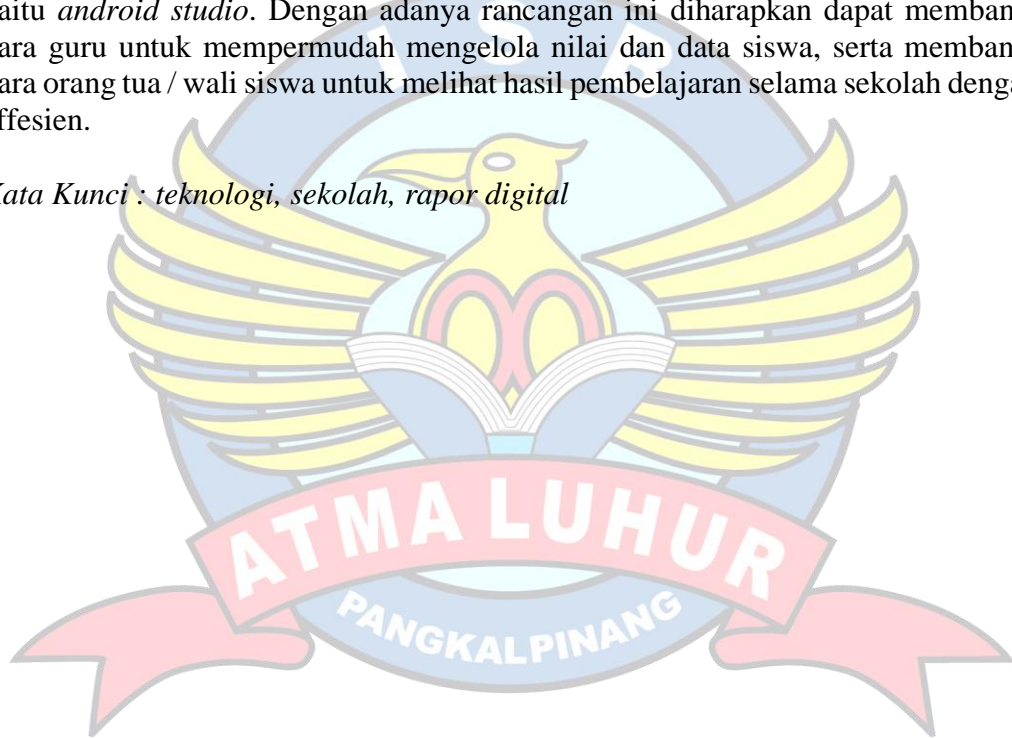 aitu android studio. Dengan adanya rancangan ini diharapkan dapat memban
ara guru untuk mempermudah mengelola nilai dan data siswa, serta memban
ara orang tua / wali siswa untuk melihat hasil pembelajaran selama sekolah denga
ffesien.
Kata Kunci : teknologi, sekolah, rapor digital
ISB
ATMA LUHUR
PANGKALPINANG